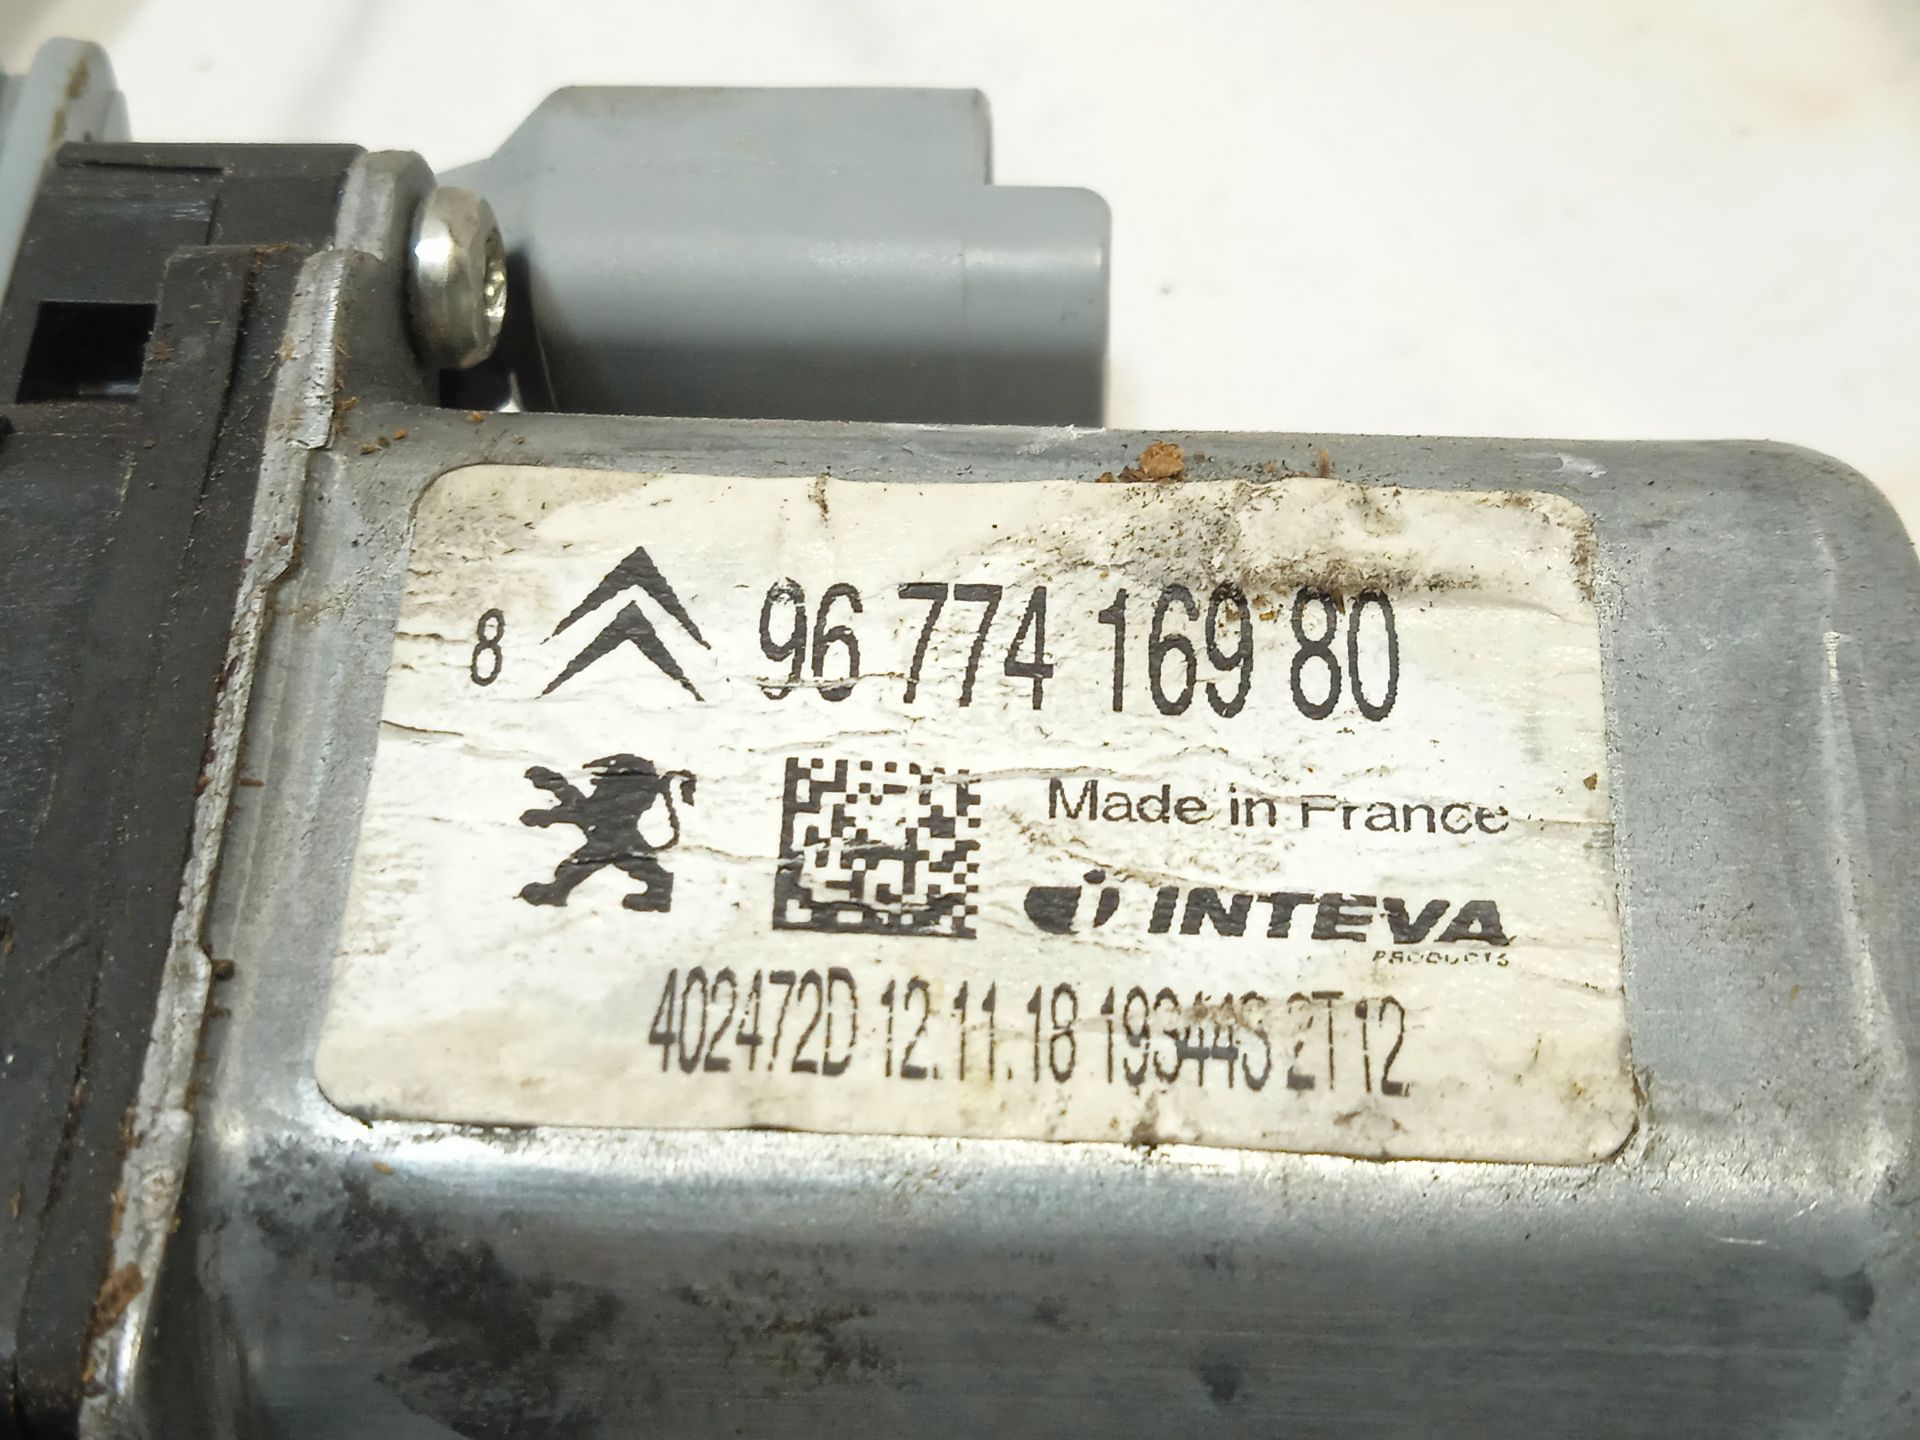 8 96 774 169 80
Made in France
INTEVA
PRODUCTS
402472D 12.11.18 19344S 2T12